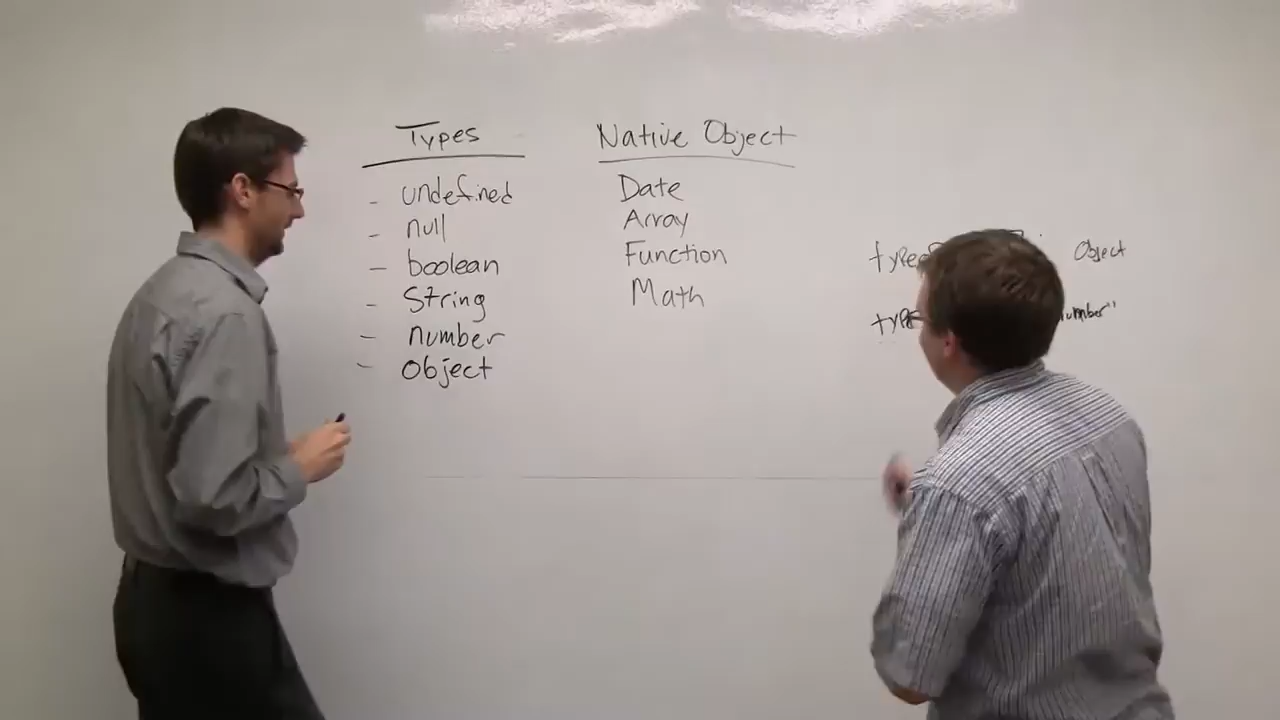 Types
- undefined
- null
- boolean
- String
- number
- object
Native Object
Date
Array
Function
Math
Object